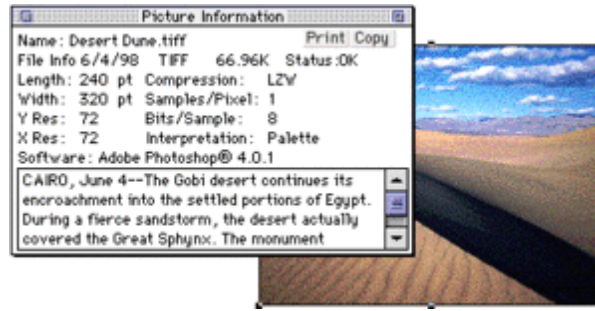 Picture Information
Print Copy
Name: Desert Dune.tiff
File Info 6/4/98 TIFF 66.96K Status:OK
Length: 240 pt Compression: LZW
Width: 320 pt Samples/Pixel: 1
Y Res: 72 Bits/Sample: 8
X Res: 72 Interpretation: Palette
Software: Adobe Photoshop® 4.0.1
CAIRO, June 4--The Gobi desert continues its
encroachment into the settled portions of Egypt.
During a fierce sandstorm, the desert actually
covered the Great Sphynx. The monument